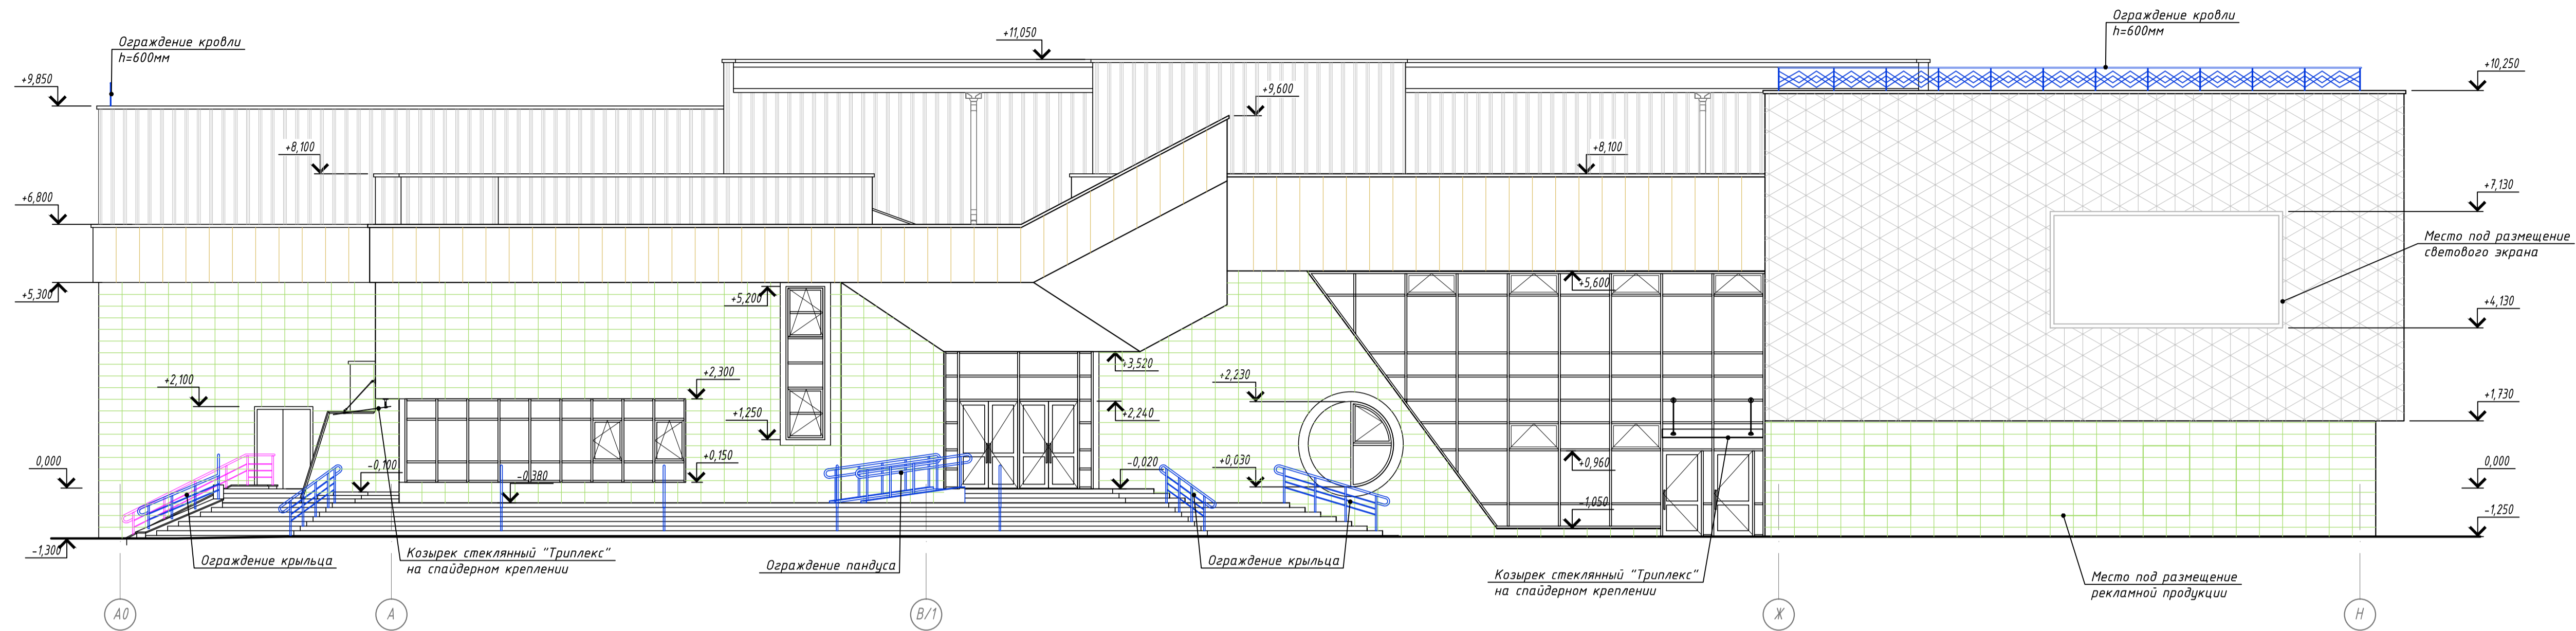 Ограждение кровли
h=600мм
+11,050
Ограждение кровли
h=600мм
+9,850
+9,600
+10,250
+8,100
+8,100
+6,800
+7,130
Место под размещение
светового экрана
+5,300
+5,200
+5,600
+4,130
+2,100
+2,300
+3,520
+2,230
+1,250
+2,240
+1,730
0,000
-0,100
-0,380
+0,150
-0,020
+0,030
+0,960
0,000
-1,050
-1,250
-1,300
Ограждение крыльца
Козырек стеклянный "Триплекс"
на спайдерном креплении
Ограждение пандуса
Ограждение крыльца
Козырек стеклянный "Триплекс"
на спайдерном креплении
Место под размещение
рекламной продукции
А0
А
В/1
Ж
Н